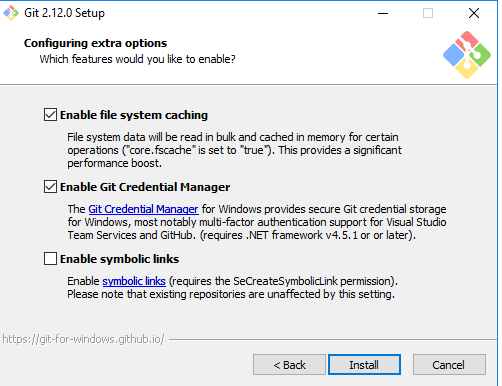 Git 2.12.0 Setup
Configuring extra options
Which features would you like to enable?
Enable file system caching
File system data will be read in bulk and cached in memory for certain
operations ("core.fscache" is set to "true"). This provides a significant
performance boost.
Enable Git Credential Manager
The Git Credential Manager for Windows provides secure Git credential storage
for Windows, most notably multi-factor authentication support for Visual Studio
Team Services and GitHub. (requires .NET framework v4.5.1 or or later).
Enable symbolic links
Enable symbolic links (requires the SeCreateSymbolicLink permission).
Please note that existing repositories are unaffected by this setting.
https://git-for-windows.github.io/
< Back
Install
Cancel